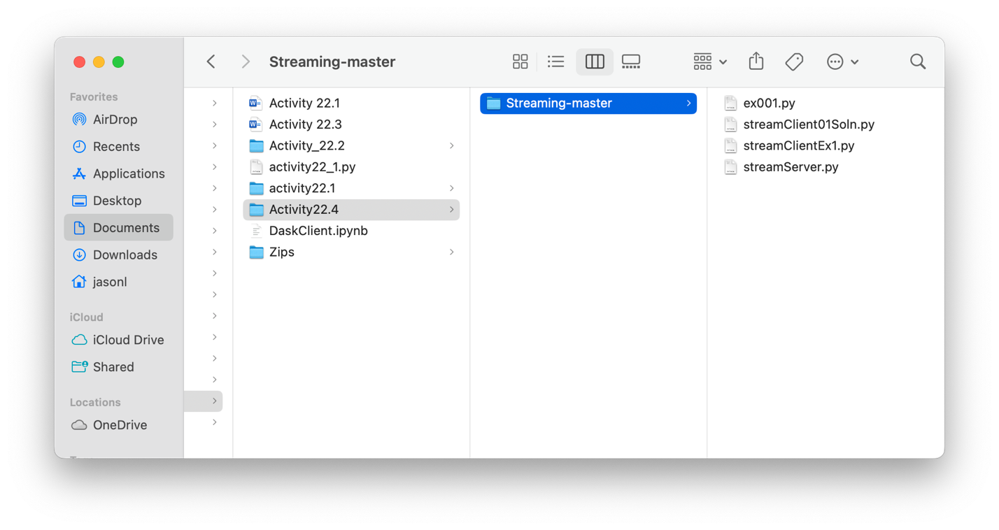 Streaming-master
Favorites
AirDrop
Recents
Applications
Desktop
Documents
Downloads
jasonl
iCloud
iCloud Drive
Shared
Locations
OneDrive
Activity 22.1
Activity 22.3
Activity_22.2
activity22_1.py
activity22.1
Activity22.4
DaskClient.ipynb
Zips
Streaming-master
ex001.py
streamClient01Soln.py
streamClientEx1.py
streamServer.py